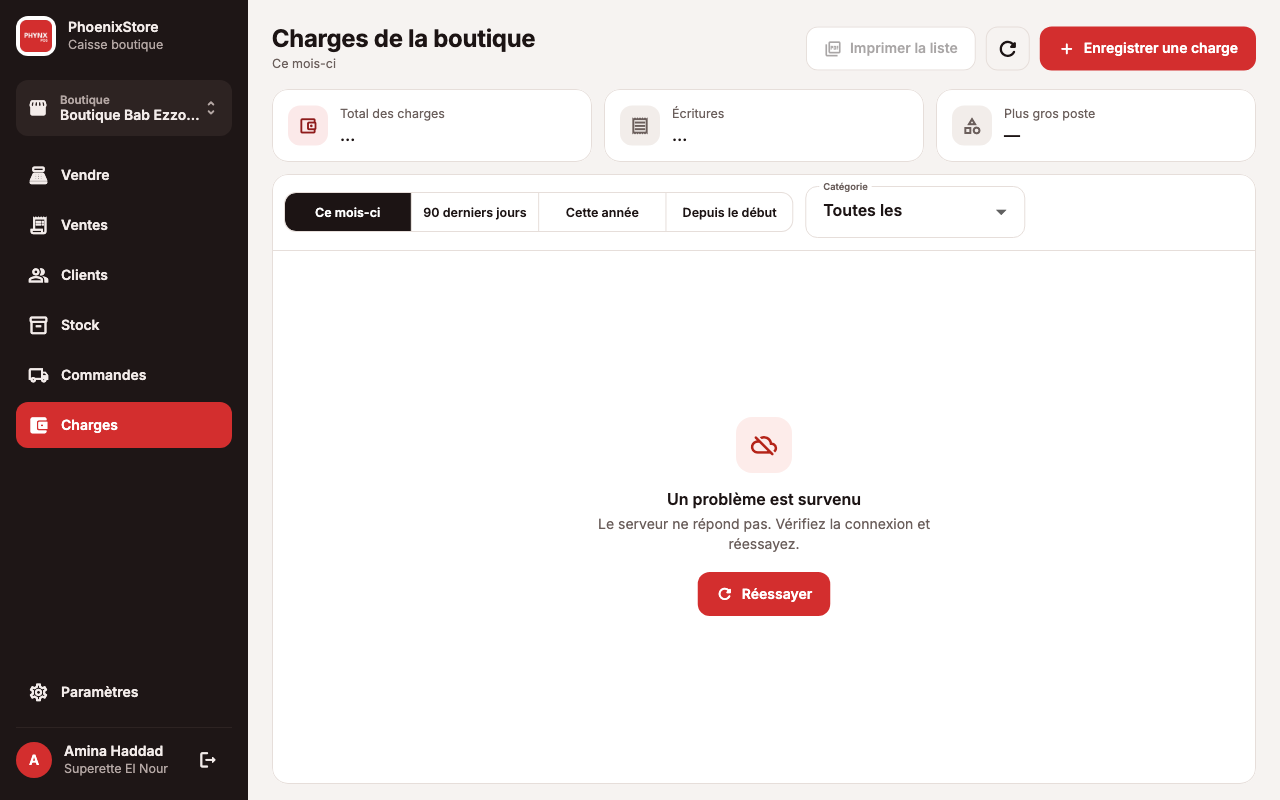 PHYNX
POS
PhoenixStore
Caisse boutique
Boutique
Boutique Bab Ezzo...
Vendre
Ventes
Clients
Stock
Commandes
Charges
Paramètres
A
Amina Haddad
Superette El Nour
Charges de la boutique
Ce mois-ci
Imprimer la liste
Enregistrer une charge
Total des charges
...
Écritures
...
Plus gros poste
—
Ce mois-ci
90 derniers jours
Cette année
Depuis le début
Catégorie
Toutes les
Un problème est survenu
Le serveur ne répond pas. Vérifiez la connexion et
réessayez.
Réessayer